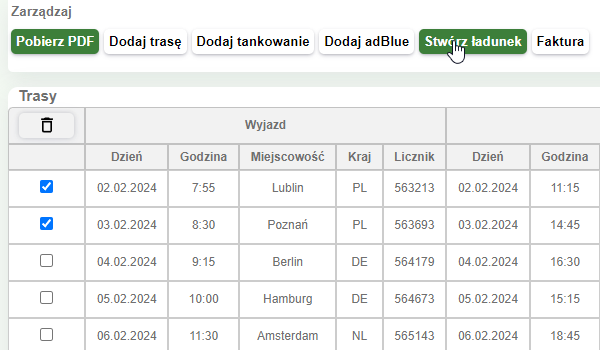 Zarządzaj
Pobierz PDF Dodaj trasę Dodaj tankowanie Dodaj adBlue Stwórz ładunek Faktura
Trasy
Wyjazd
Dzień Godzina Miejscowość Kraj Licznik Dzień Godzina
02.02.2024 7:55 Lublin PL 563213 02.02.2024 11:15
03.02.2024 8:30 Poznań PL 563693 03.02.2024 14:45
04.02.2024 9:15 Berlin DE 564179 04.02.2024 16:30
05.02.2024 10:00 Hamburg DE 564673 05.02.2024 15:15
06.02.2024 11:30 Amsterdam NL 565143 06.02.2024 18:45